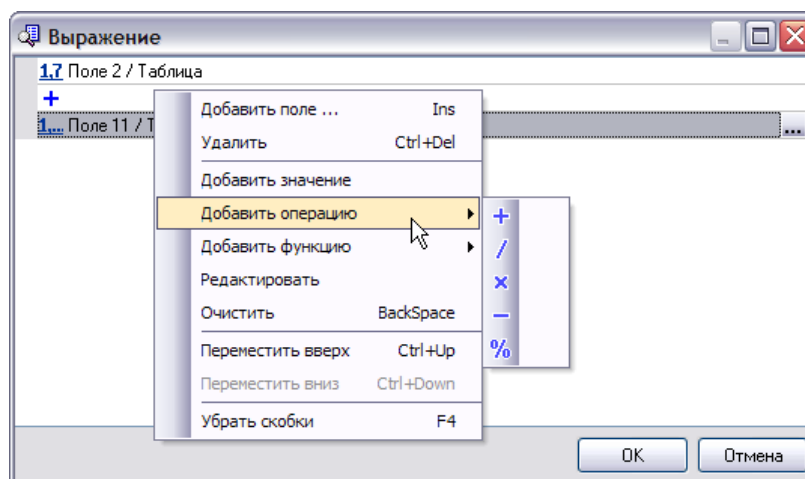 Выражение
1,7 Поле 2 / Таблица
+
1,... Поле 11 / Т
...
Добавить поле ... Ins
Удалить Ctrl+Del
Добавить значение
Добавить операцию
Добавить функцию
Редактировать
Очистить BackSpace
Переместить вверх Ctrl+Up
Переместить вниз Ctrl+Down
Убрать скобки F4
+
/
×
−
%
OK Отмена